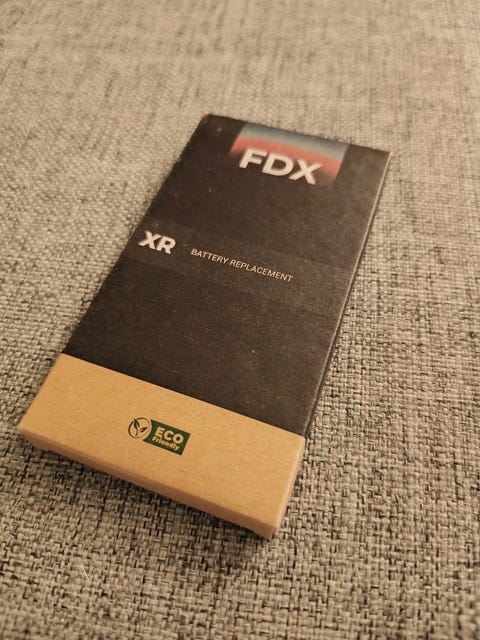 FDX
XR
BATTERY REPLACEMENT
ECO
Friendly